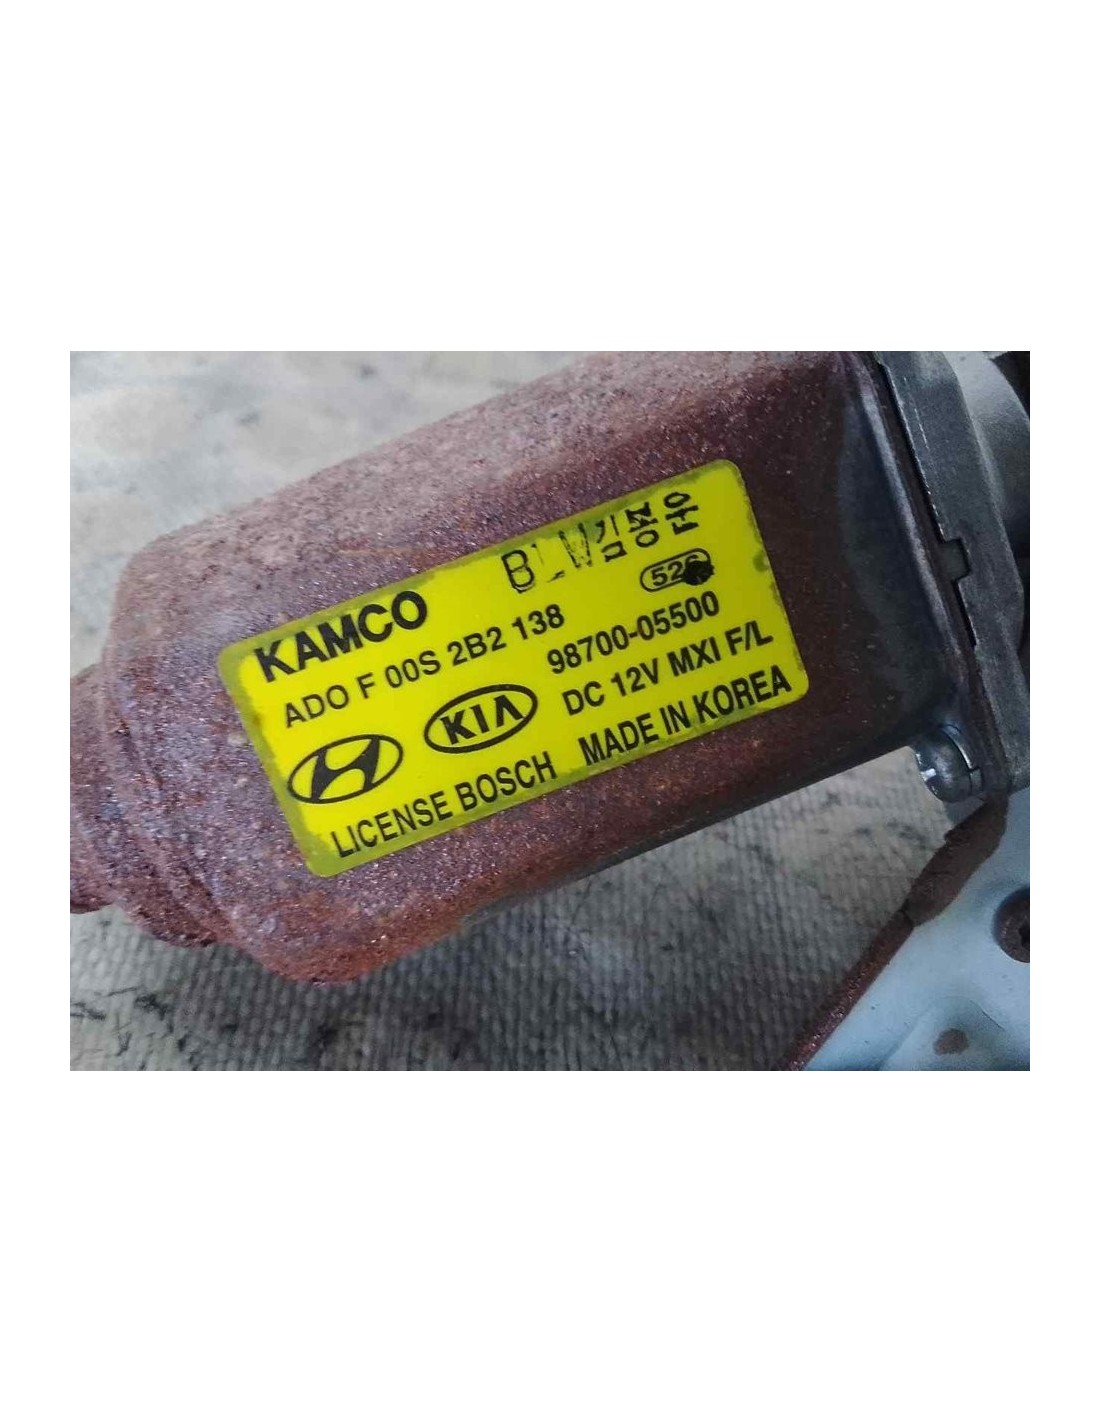 KAMCO
BLW
ADO F 00S 2B2 138
98700-05500
KIA
DC 12V MXI F/L
LICENSE BOSCH MADE IN KOREA